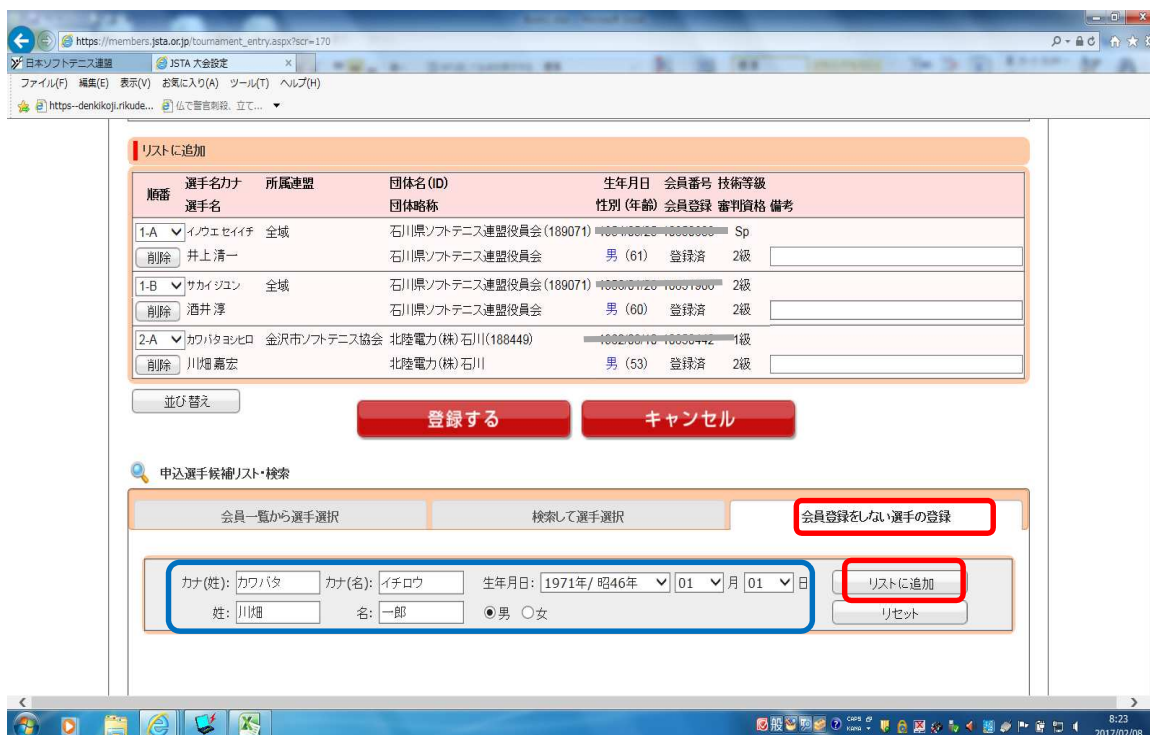 https://members.jsta.or.jp/tournament_entry.aspx?scr=170
日本ソフトテニス連盟 JSTA 大会設定 ×
ファイル(F) 編集(E) 表示(V) お気に入り(A) ツール(T) ヘルプ(H)
https--denkikoji.rikude...
リストに追加
順番 選手名カナ 所属連盟 団体名(ID) 生年月日 会員番号 技術等級
選手名 団体略称 性別(年齢) 会員登録 審判資格 備考
1-A イノウエ セイイチ 全域 石川県ソフトテニス連盟役員会(189071) Sp
削除 井上清一 石川県ソフトテニス連盟役員会 男 (61) 登録済 2級
1-B サカイ ジュン 全域 石川県ソフトテニス連盟役員会(189071) 2級
削除 酒井淳 石川県ソフトテニス連盟役員会 男 (60) 登録済 2級
2-A カワバタ ヨシヒロ 金沢市ソフトテニス協会 北陸電力(株)石川(188449) 1級
削除 川畑嘉宏 北陸電力(株)石川 男 (53) 登録済 2級
並び替え 登録する キャンセル
申込選手候補リスト・検索
会員一覧から選手選択 検索して選手選択 会員登録をしない選手の登録
カナ(姓): カワバタ カナ(名): イチロウ 生年月日: 1971年/昭46年 01 月 01 日 リストに追加
姓: 川畑 名: 一郎 男 女 リセット
般 CAPS KANA 8:23
2017/02/08